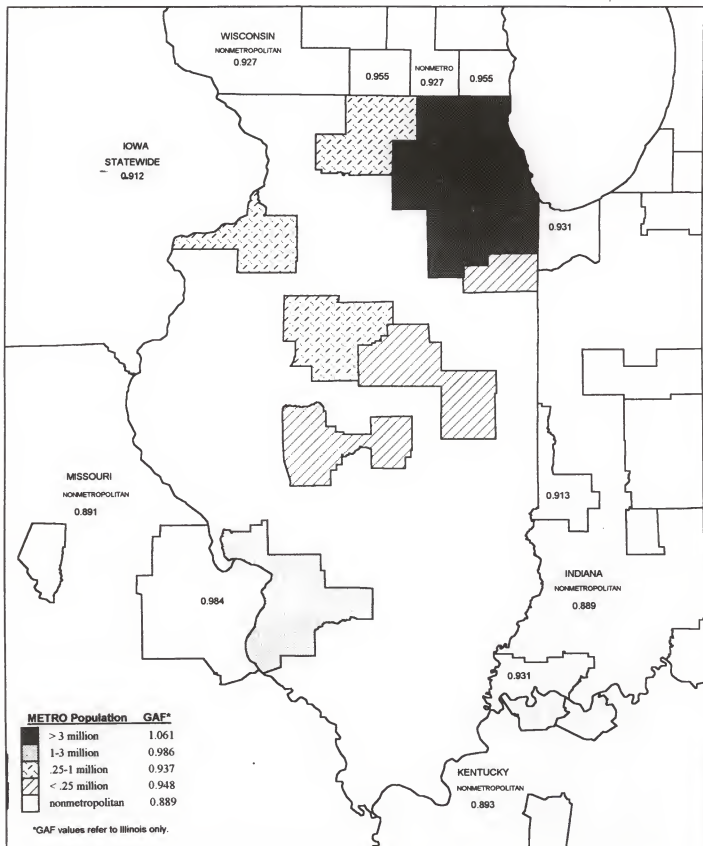 WISCONSIN
NONMETROPOLITAN
0.927
0.955
NONMETRO
0.927
0.955
IOWA
STATEWIDE
0.912
0.931
MISSOURI
NONMETROPOLITAN
0.891
0.913
INDIANA
NONMETROPOLITAN
0.889
0.984
0.931
METRO Population GAF*
> 3 million 1.061
1-3 million 0.986
.25-1 million 0.937
< .25 million 0.948
nonmetropolitan 0.889
*GAF values refer to Illinois only.
KENTUCKY
NONMETROPOLITAN
0.893